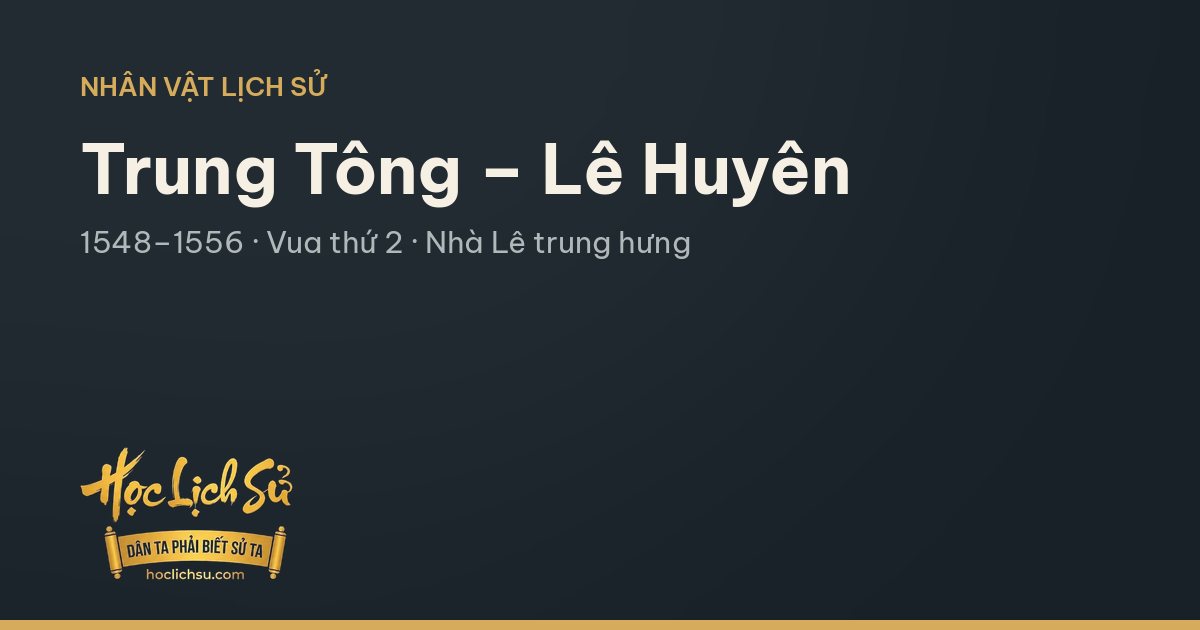 NHÂN VẬT LỊCH SỬ
Trung Tông – Lê Huyên
1548–1556 · Vua thứ 2 · Nhà Lê trung hưng
Học Lịch Sử
DÂN TA PHẢI BIẾT SỬ TA
hoclichsu.com